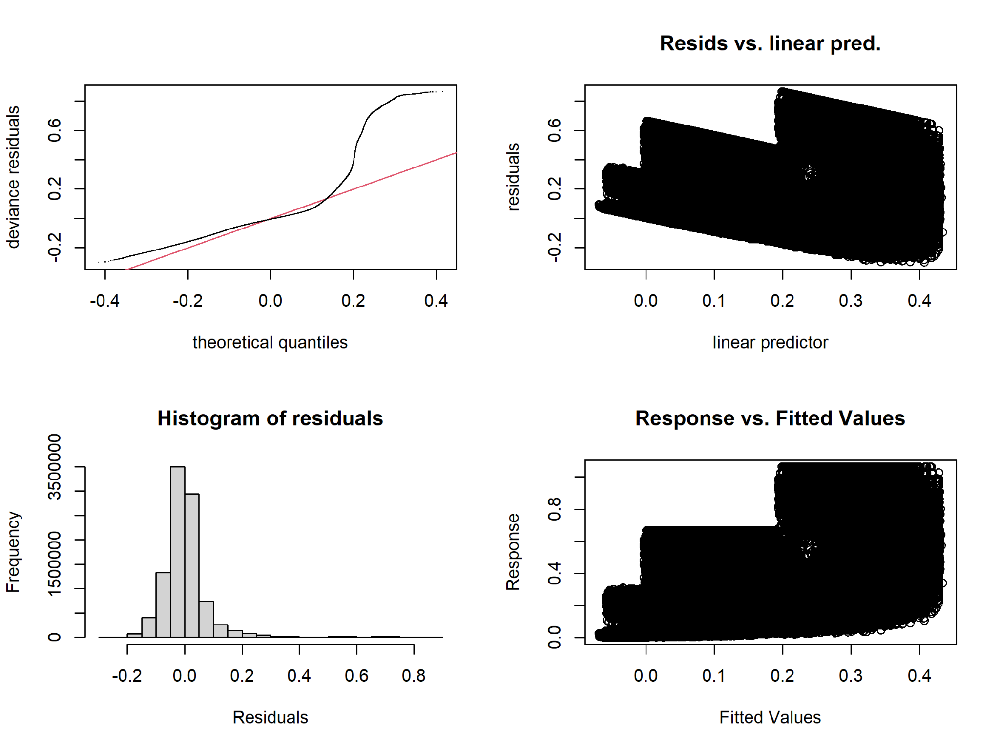 deviance residuals
-0.2 0.2 0.6
-0.4 -0.2 0.0 0.2 0.4
theoretical quantiles
Resids vs. linear pred.
residuals
-0.2 0.2 0.6
0.0 0.1 0.2 0.3 0.4
linear predictor
Histogram of residuals
Frequency
0 1500000 3500000
-0.2 0.0 0.2 0.4 0.6 0.8
Residuals
Response vs. Fitted Values
Response
0.0 0.4 0.8
0.0 0.1 0.2 0.3 0.4
Fitted Values